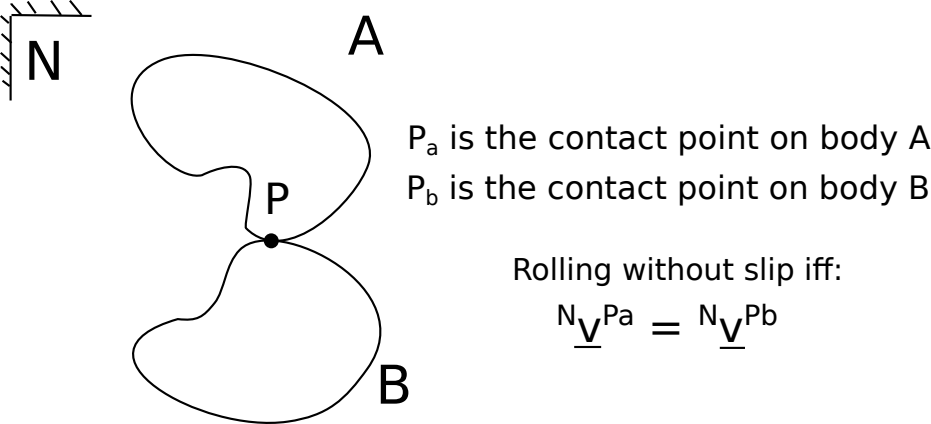 N
A
P
B
Pa is the contact point on body A
Pb is the contact point on body B
Rolling without slip iff:
NvPa = NvPb